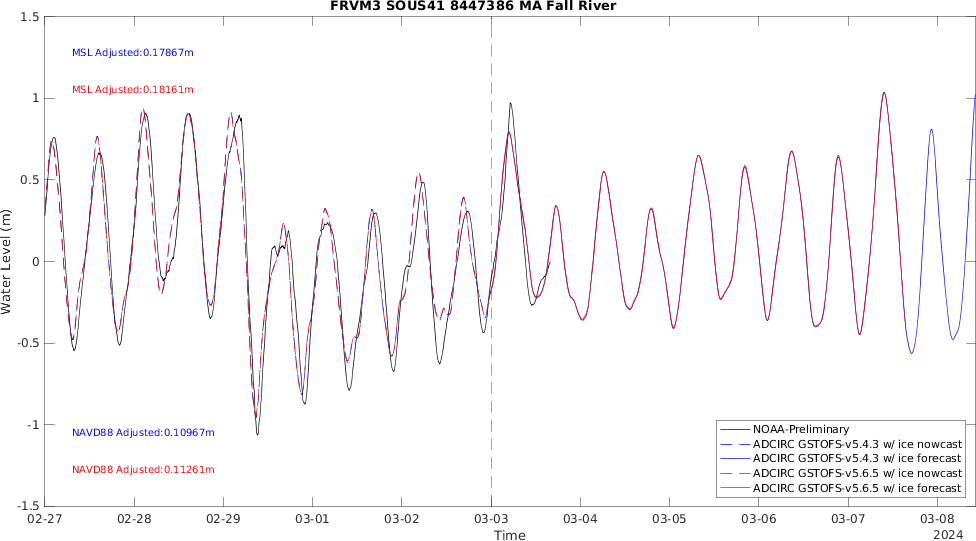 FRVM3 SOUS41 8447386 MA Fall River
1.5
1
0.5
0
-0.5
-1
-1.5
Water Level (m)
MSL Adjusted:0.17867m
MSL Adjusted:0.18161m
NAVD88 Adjusted:0.10967m
NAVD88 Adjusted:0.11261m
NOAA-Preliminary
ADCIRC GSTOFS-v5.4.3 w/ ice nowcast
ADCIRC GSTOFS-v5.4.3 w/ ice forecast
ADCIRC GSTOFS-v5.6.5 w/ ice nowcast
ADCIRC GSTOFS-v5.6.5 w/ ice forecast
02-27 02-28 02-29 03-01 03-02 03-03 03-04 03-05 03-06 03-07 03-08
Time
2024